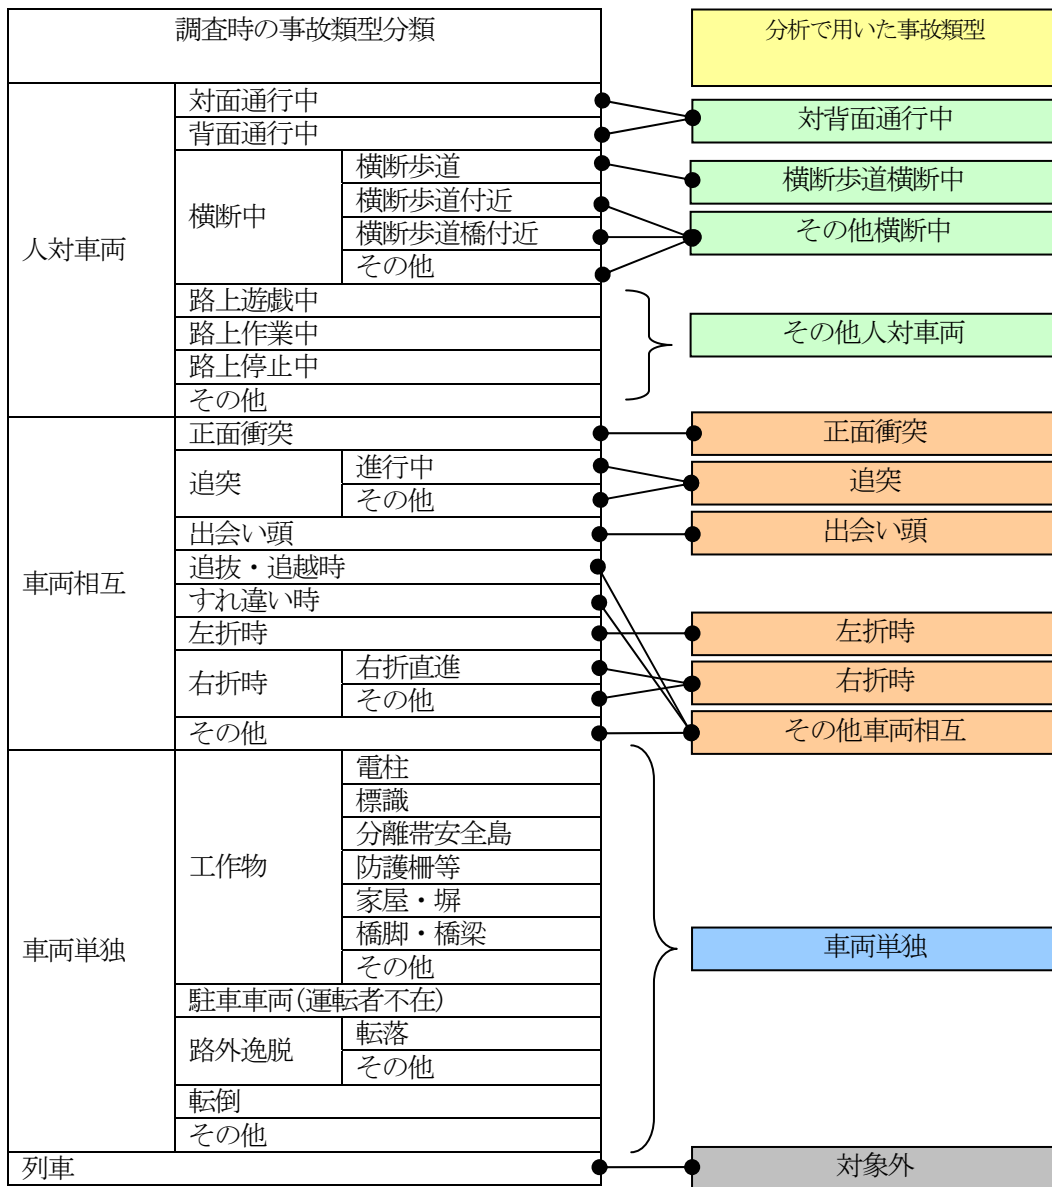 調査時の事故類型分類
分析で用いた事故類型
人対車両
対面通行中
背面通行中
対背面通行中
横断中
横断歩道
横断歩道横断中
横断歩道付近
横断歩道橋付近
その他
その他横断中
路上遊戯中
路上作業中
路上停止中
その他
その他人対車両
車両相互
正面衝突
正面衝突
追突
進行中
その他
追突
出会い頭
出会い頭
追抜・追越時
すれ違い時
左折時
左折時
右折時
右折直進
その他
右折時
その他
その他車両相互
車両単独
工作物
電柱
標識
分離帯安全島
防護柵等
家屋・塀
橋脚・橋梁
その他
駐車車両(運転者不在)
路外逸脱
転落
その他
転倒
その他
車両単独
列車
対象外